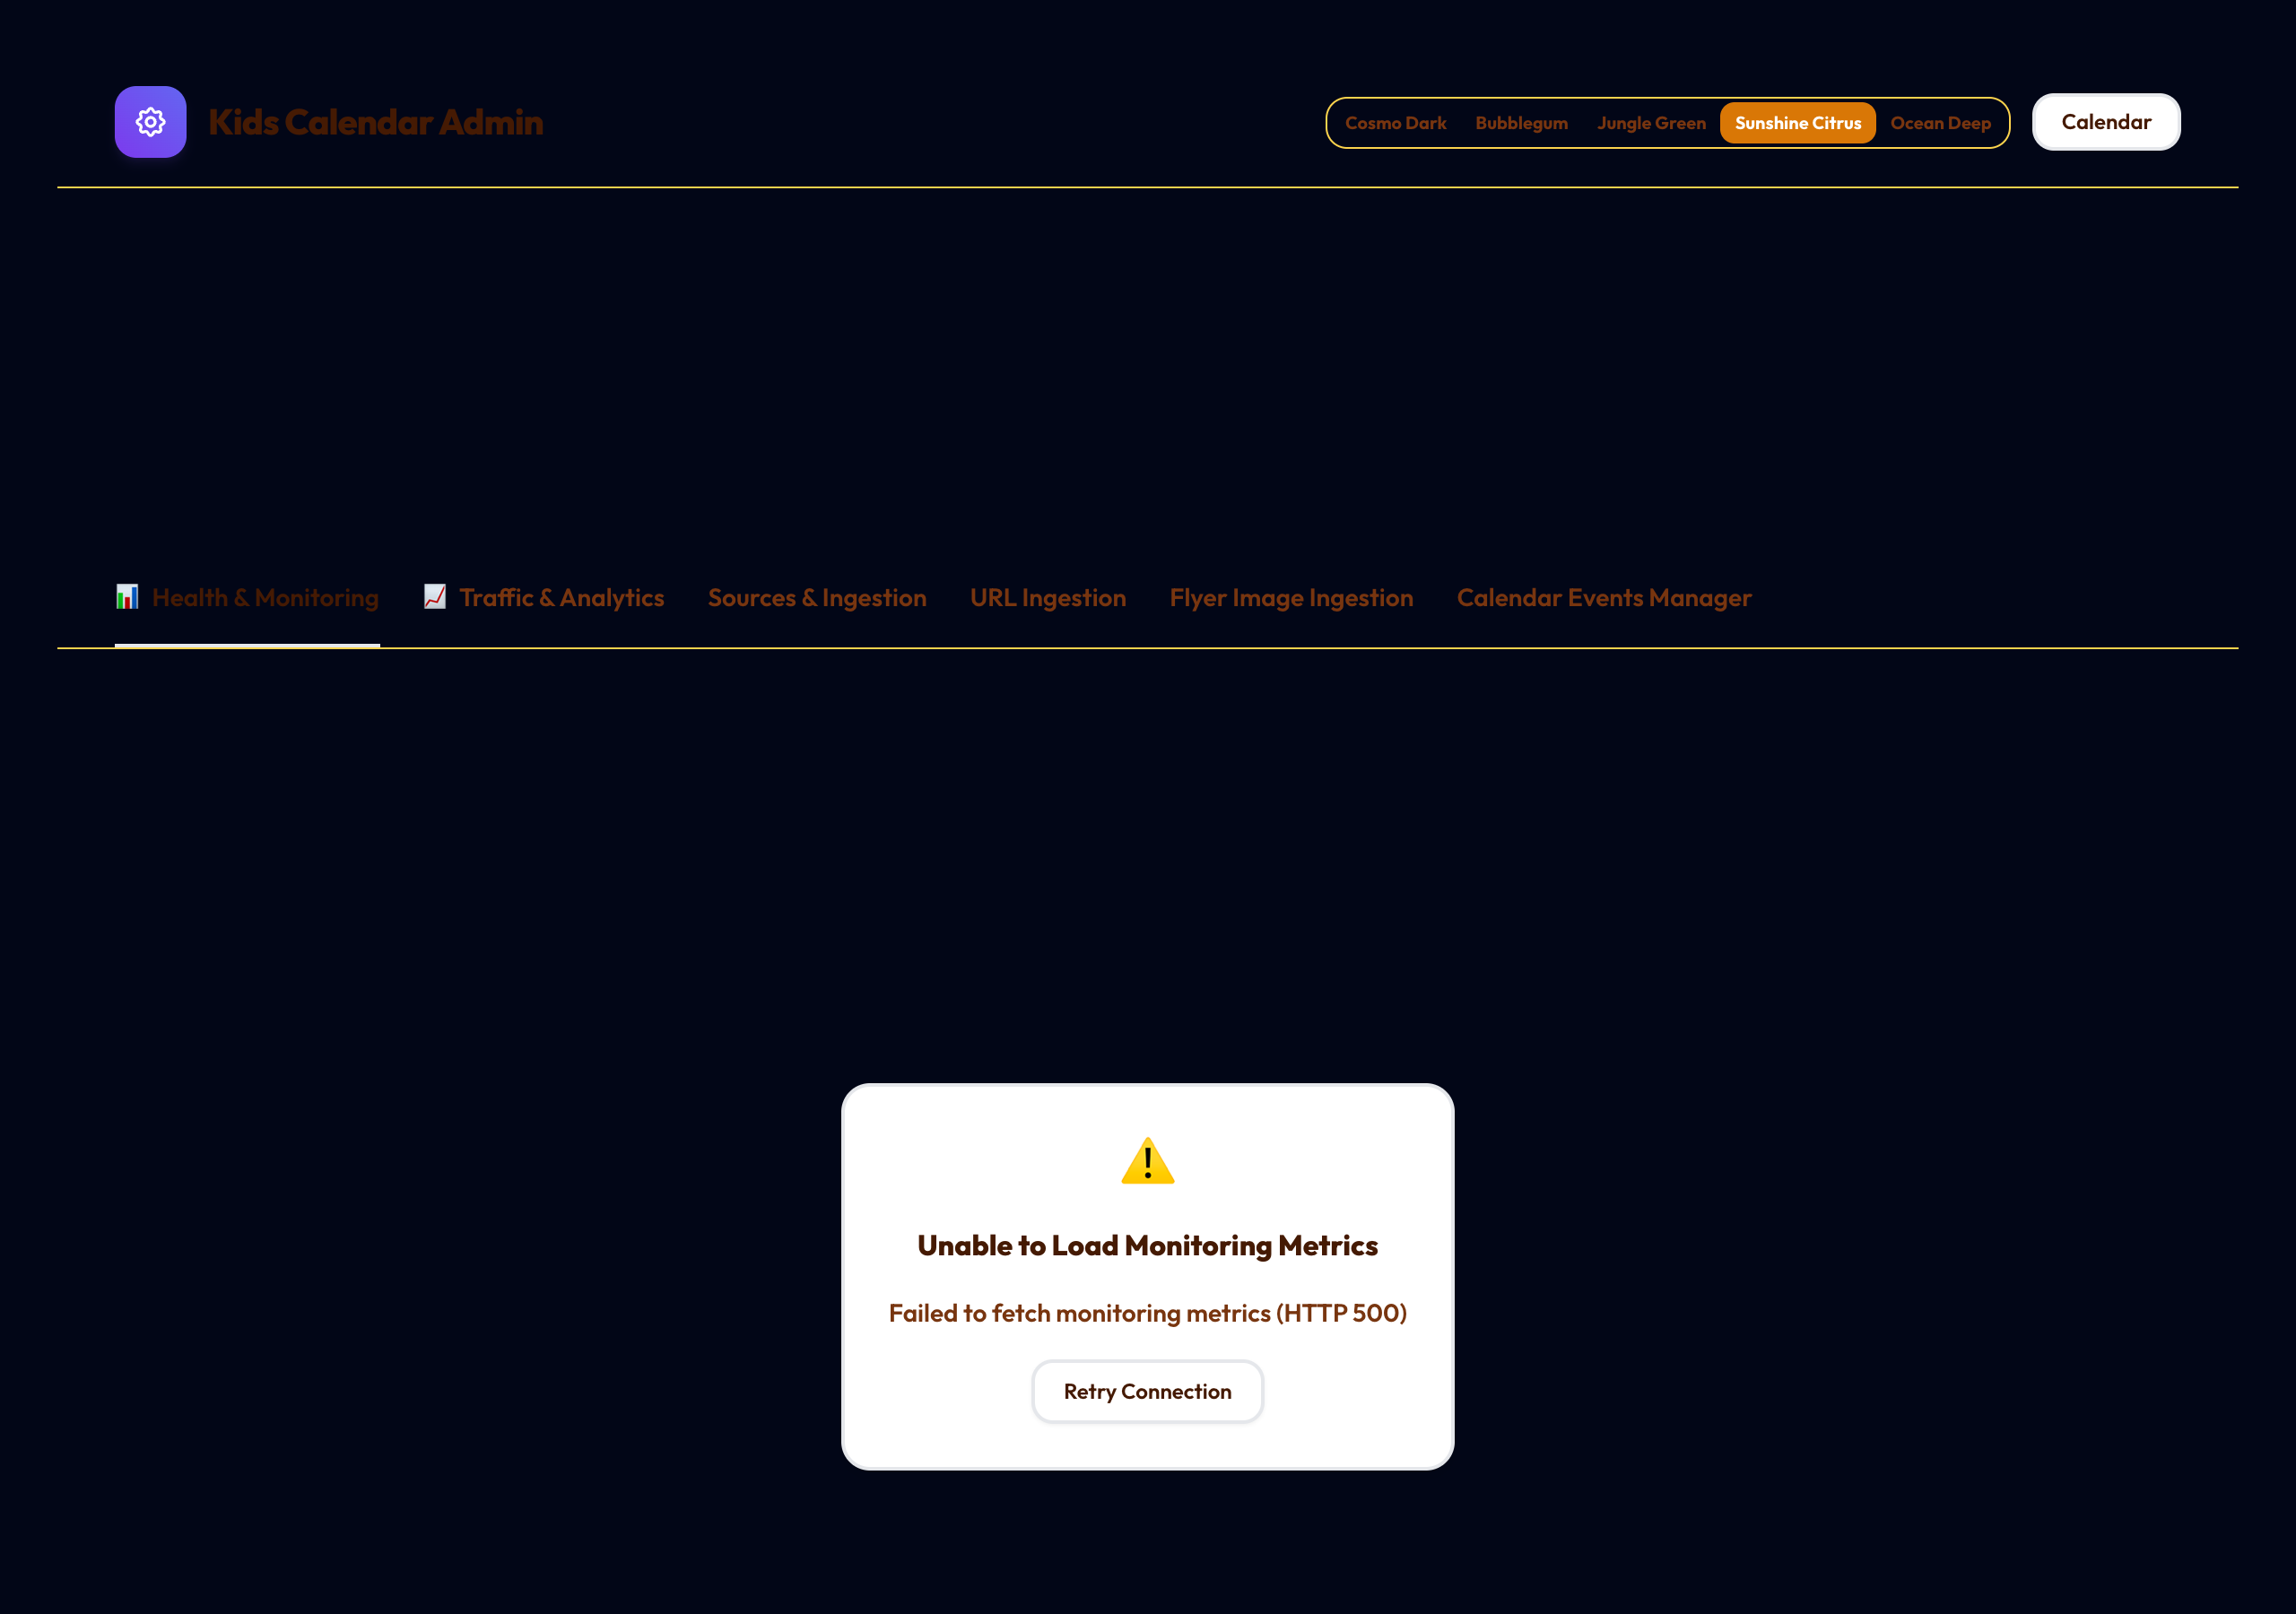 Kids Calendar Admin
Cosmo Dark
Bubblegum
Jungle Green
Sunshine Citrus
Ocean Deep
Calendar
Health & Monitoring
Traffic & Analytics
Sources & Ingestion
URL Ingestion
Flyer Image Ingestion
Calendar Events Manager
Unable to Load Monitoring Metrics
Failed to fetch monitoring metrics (HTTP 500)
Retry Connection